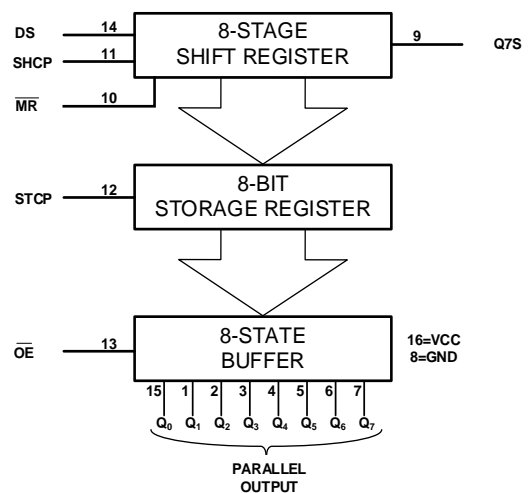 DS 14 8-STAGE 9 Q7S
SHCP 11 SHIFT REGISTER
MR 10
STCP 12 8-BIT
STORAGE REGISTER
OE 13 8-STATE
BUFFER
16=VCC
8=GND
15 1 2 3 4 5 6 7
Q₀ Q₁ Q₂ Q₃ Q₄ Q₅ Q₆ Q₇
PARALLEL
OUTPUT